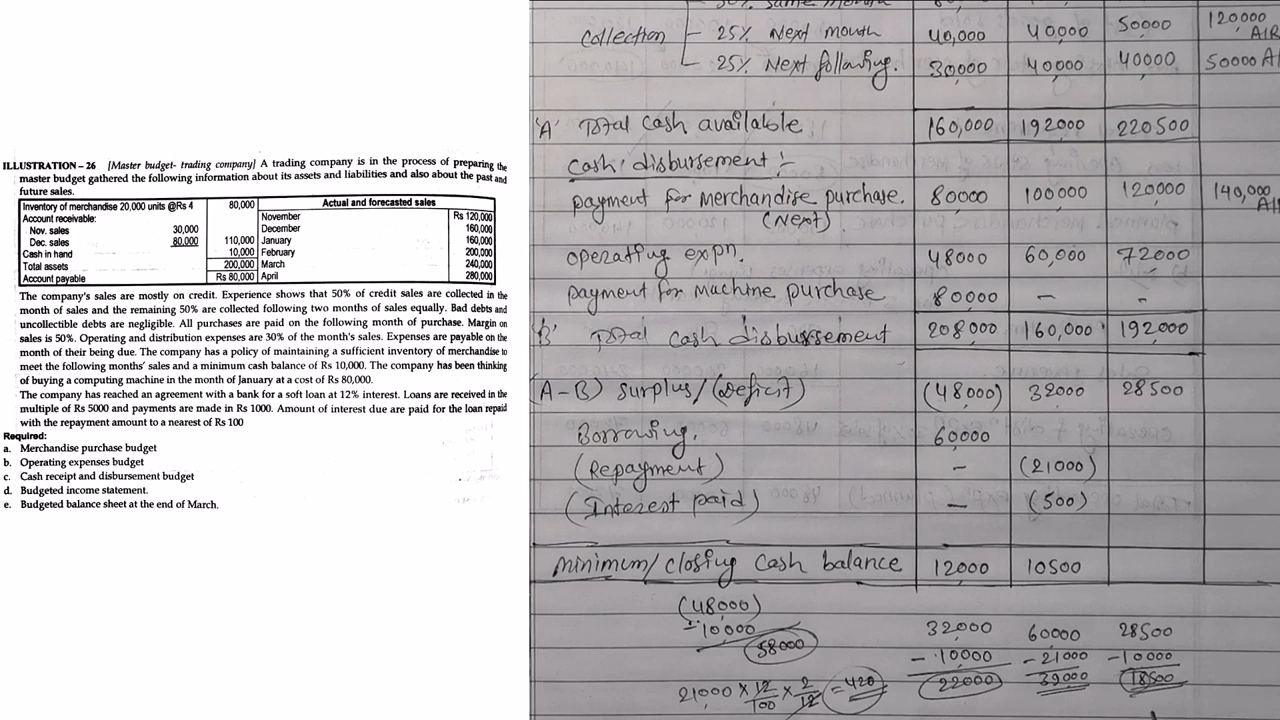 ILLUSTRATION – 26 [Master budget- trading company] A trading company is in the process of preparing the
master budget gathered the following information about its assets and liabilities and also about the past and
future sales.
Inventory of merchandise 20,000 units @Rs 4 80,000 Actual and forecasted sales
Account receivable: November Rs 120,000
Nov. sales 30,000 December 160,000
Dec. sales 80,000 110,000 January 160,000
Cash in hand 10,000 February 200,000
Total assets 200,000 March 240,000
Account payable Rs 80,000 April 280,000
The company's sales are mostly on credit. Experience shows that 50% of credit sales are collected in the
month of sales and the remaining 50% are collected following two months of sales equally. Bad debts and
uncollectible debts are negligible. All purchases are paid on the following month of purchase. Margin on
sales is 50%. Operating and distribution expenses are 30% of the month's sales. Expenses are payable on the
month of their being due. The company has a policy of maintaining a sufficient inventory of merchandise to
meet the following months' sales and a minimum cash balance of Rs 10,000. The company has been thinking
of buying a computing machine in the month of January at a cost of Rs 80,000.
The company has reached an agreement with a bank for a soft loan at 12% interest. Loans are received in the
multiple of Rs 5000 and payments are made in Rs 1000. Amount of interest due are paid for the loan repaid
with the repayment amount to a nearest of Rs 100
Required:
a. Merchandise purchase budget
b. Operating expenses budget
c. Cash receipt and disbursement budget
d. Budgeted income statement.
e. Budgeted balance sheet at the end of March.
50% same month
collection 25% Next month 40,000 40000 50000 120000 A/R
25% Next following. 30000 40000 40000 50000 A/
'A' Total cash available 160,000 192000 220500
cash disbursement :-
payment for Merchandise purchase. 80000 100000 120000 140,000
(Next)
operating expn. 48000 60,000 72000
payment for machine purchase 80000 – -
'B' Total cash disbursement 208000 160,000 192000
(A-B) Surplus/(Deficit) (48,000) 32000 28500
Borrowing. 60000
(Repayment) – (21000)
(Interest paid) — (500)
minimum/closing cash balance 12000 10500
(48000)
-10000
58000
21000 × 12/100 × 2/12 = 420
32000 60000 28500
-10000 -21000 -10000
22000 39000 18500